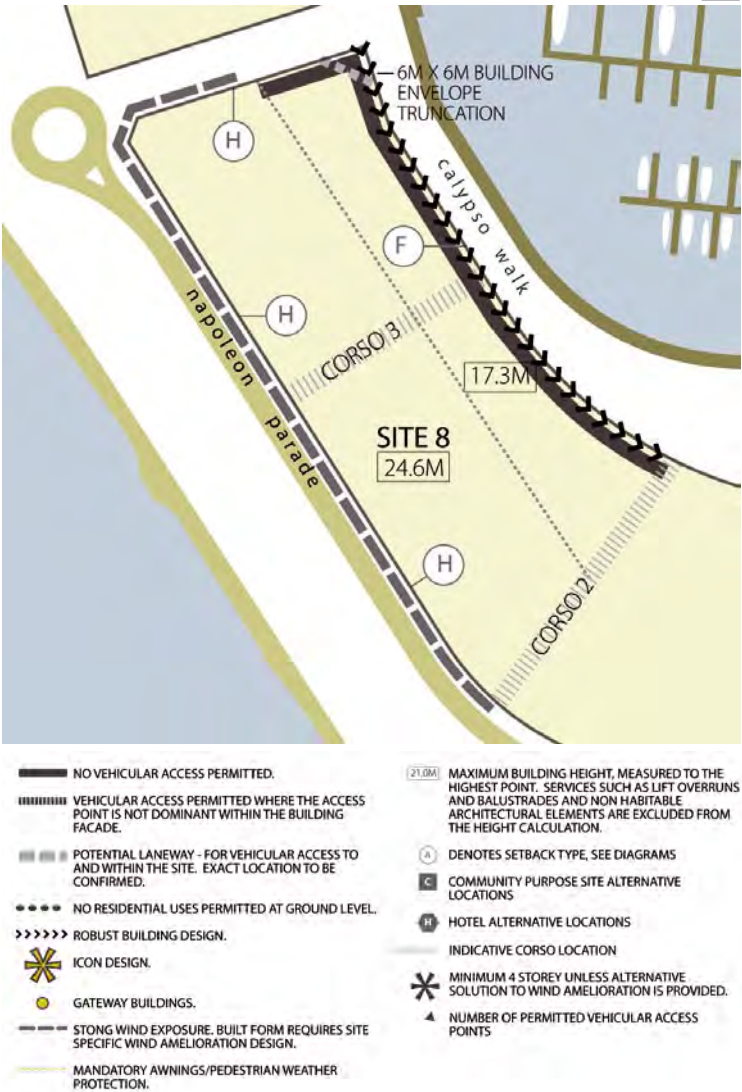 6M X 6M BUILDING
ENVELOPE
TRUNCATION
H
calypso walk
F
napoleon parade
H
CORSO 3
17.3M
SITE 8
24.6M
H
CORSO 2
NO VEHICULAR ACCESS PERMITTED.
VEHICULAR ACCESS PERMITTED WHERE THE ACCESS
POINT IS NOT DOMINANT WITHIN THE BUILDING
FACADE.
POTENTIAL LANEWAY - FOR VEHICULAR ACCESS TO
AND WITHIN THE SITE. EXACT LOCATION TO BE
CONFIRMED.
NO RESIDENTIAL USES PERMITTED AT GROUND LEVEL.
ROBUST BUILDING DESIGN.
ICON DESIGN.
GATEWAY BUILDINGS.
STONG WIND EXPOSURE. BUILT FORM REQUIRES SITE
SPECIFIC WIND AMELIORATION DESIGN.
MANDATORY AWNINGS/PEDESTRIAN WEATHER
PROTECTION.
21.0M MAXIMUM BUILDING HEIGHT, MEASURED TO THE
HIGHEST POINT. SERVICES SUCH AS LIFT OVERRUNS
AND BALUSTRADES AND NON HABITABLE
ARCHITECTURAL ELEMENTS ARE EXCLUDED FROM
THE HEIGHT CALCULATION.
A DENOTES SETBACK TYPE, SEE DIAGRAMS
C COMMUNITY PURPOSE SITE ALTERNATIVE
LOCATIONS
H HOTEL ALTERNATIVE LOCATIONS
INDICATIVE CORSO LOCATION
MINIMUM 4 STOREY UNLESS ALTERNATIVE
SOLUTION TO WIND AMELIORATION IS PROVIDED.
NUMBER OF PERMITTED VEHICULAR ACCESS
POINTS